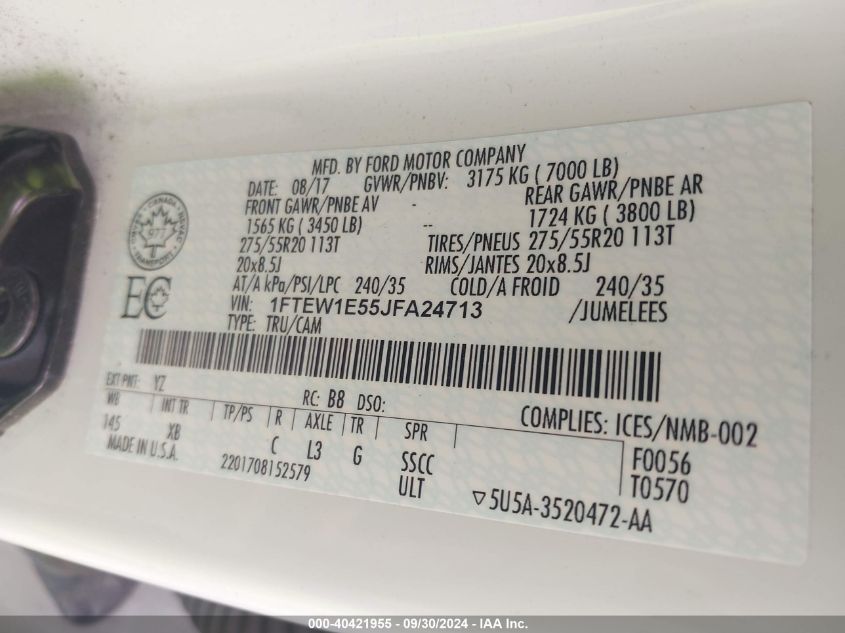 MFD. BY FORD MOTOR COMPANY
DATE: 08/17 GVWR/PNBV: 3175 KG ( 7000 LB)
FRONT GAWR/PNBE AV REAR GAWR/PNBE AR
1565 KG ( 3450 LB) -- 1724 KG ( 3800 LB)
275/55R20 113T TIRES/PNEUS 275/55R20 113T
20x8.5J RIMS/JANTES 20x8.5J
AT/A kPa/PSI/LPC 240/35 COLD/A FROID 240/35
VIN: 1FTEW1E55JFA24713 /JUMELEES
TYPE: TRU/CAM
CANADA
TRANSPORT
EC
EXT PNT: YZ RC: B8 DSO: COMPLIES: ICES/NMB-002
WB INT TR TP/PS R AXLE TR SPR
145 XB C L3 G SSCC F0056
MADE IN U.S.A. 2201708152579 ULT T0570
▽5U5A-3520472-AA
000-40421955 - 09/30/2024 - IAA Inc.